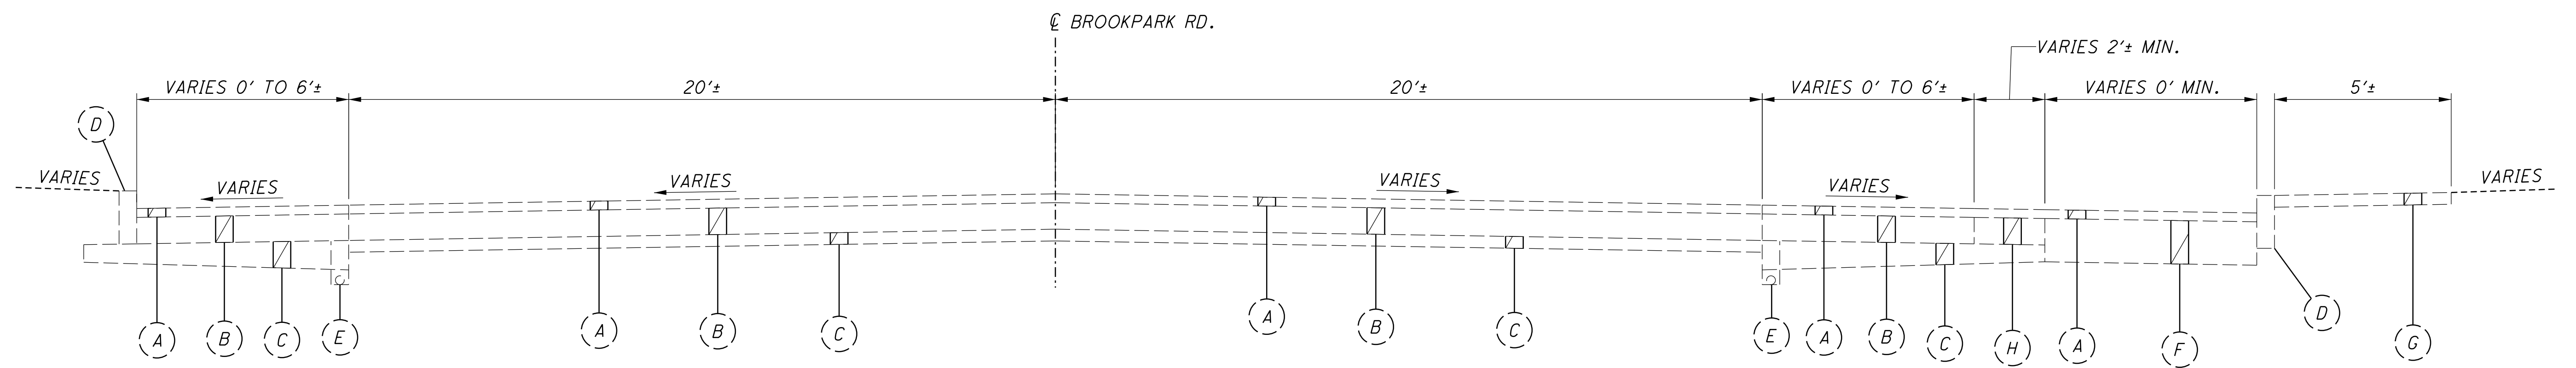 ℄ BROOKPARK RD.
VARIES 2'± MIN.
VARIES 0' TO 6'±
20'±
20'±
VARIES 0' TO 6'±
VARIES 0' MIN.
5'±
D
VARIES
VARIES
VARIES
VARIES
VARIES
VARIES
A
B
C
E
A
B
C
A
B
C
E
A
B
C
H
A
F
D
G